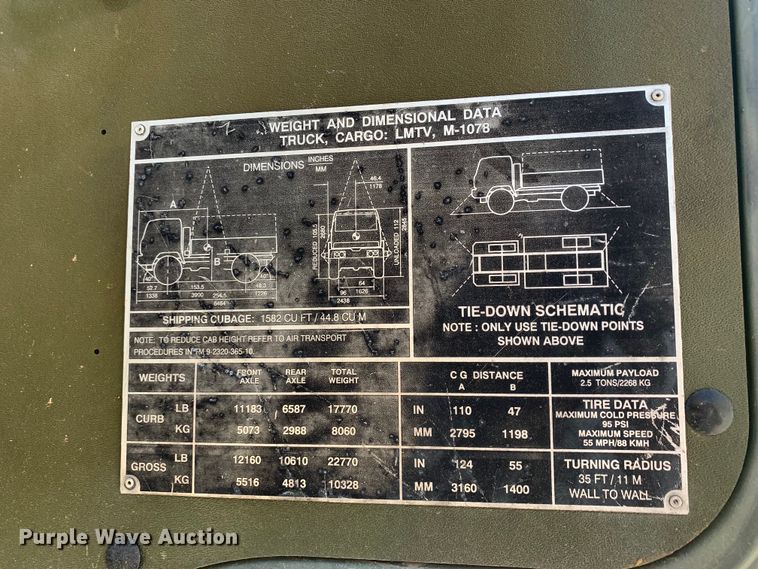 WEIGHT AND DIMENSIONAL DATA
TRUCK, CARGO: LMTV, M-1078
DIMENSIONS INCHES
MM
46.4
1178
A
B
REDUCED 105.5
2680
UNLOADED 112
2845
52.7 153.5 48.3
1338 3900 1226
254.5
6464
64
1626
96
2438
SHIPPING CUBAGE: 1582 CU FT / 44.8 CU M
NOTE: TO REDUCE CAB HEIGHT REFER TO AIR TRANSPORT
PROCEDURES IN TM 9-2320-365-10.
TIE-DOWN SCHEMATIC
NOTE : ONLY USE TIE-DOWN POINTS
SHOWN ABOVE
WEIGHTS FRONT AXLE REAR AXLE TOTAL WEIGHT
CURB LB 11183 6587 17770
KG 5073 2988 8060
GROSS LB 12160 10610 22770
KG 5516 4813 10328
C G DISTANCE
A B
IN 110 47
MM 2795 1198
IN 124 55
MM 3160 1400
MAXIMUM PAYLOAD
2.5 TONS/2268 KG
TIRE DATA
MAXIMUM COLD PRESSURE
95 PSI
MAXIMUM SPEED
55 MPH/88 KMH
TURNING RADIUS
35 FT / 11 M
WALL TO WALL
Purple Wave Auction